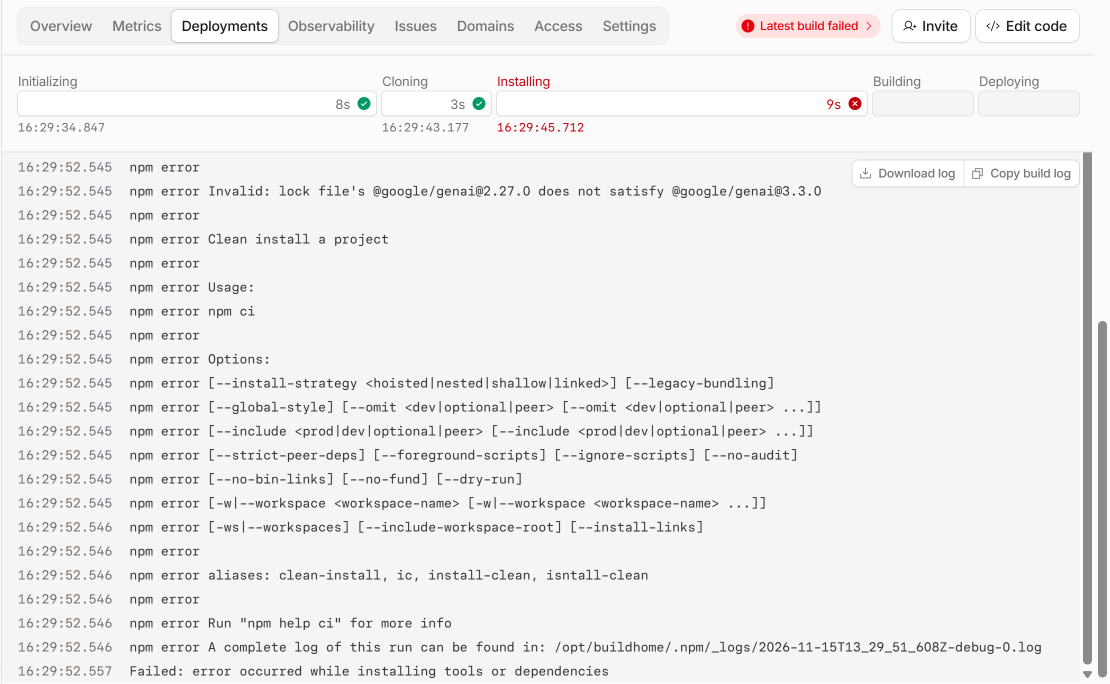 Overview Metrics Deployments Observability Issues Domains Access Settings Latest build failed Invite Edit code
Initializing Cloning Installing Building Deploying
8s 3s 9s
16:29:34.847 16:29:43.177 16:29:45.712
Download log Copy build log
16:29:52.545 npm error
16:29:52.545 npm error Invalid: lock file's @google/genai@2.27.0 does not satisfy @google/genai@3.3.0
16:29:52.545 npm error
16:29:52.545 npm error Clean install a project
16:29:52.545 npm error
16:29:52.545 npm error Usage:
16:29:52.545 npm error npm ci
16:29:52.545 npm error
16:29:52.545 npm error Options:
16:29:52.545 npm error [--install-strategy <hoisted|nested|shallow|linked>] [--legacy-bundling]
16:29:52.545 npm error [--global-style] [--omit <dev|optional|peer> [--omit <dev|optional|peer> ...]]
16:29:52.545 npm error [--include <prod|dev|optional|peer> [--include <prod|dev|optional|peer> ...]]
16:29:52.545 npm error [--strict-peer-deps] [--foreground-scripts] [--ignore-scripts] [--no-audit]
16:29:52.545 npm error [--no-bin-links] [--no-fund] [--dry-run]
16:29:52.545 npm error [-w|--workspace <workspace-name> [-w|--workspace <workspace-name> ...]]
16:29:52.546 npm error [-ws|--workspaces] [--include-workspace-root] [--install-links]
16:29:52.546 npm error
16:29:52.546 npm error aliases: clean-install, ic, install-clean, isntall-clean
16:29:52.546 npm error
16:29:52.546 npm error Run "npm help ci" for more info
16:29:52.546 npm error A complete log of this run can be found in: /opt/buildhome/.npm/_logs/2026-11-15T13_29_51_608Z-debug-0.log
16:29:52.557 Failed: error occurred while installing tools or dependencies